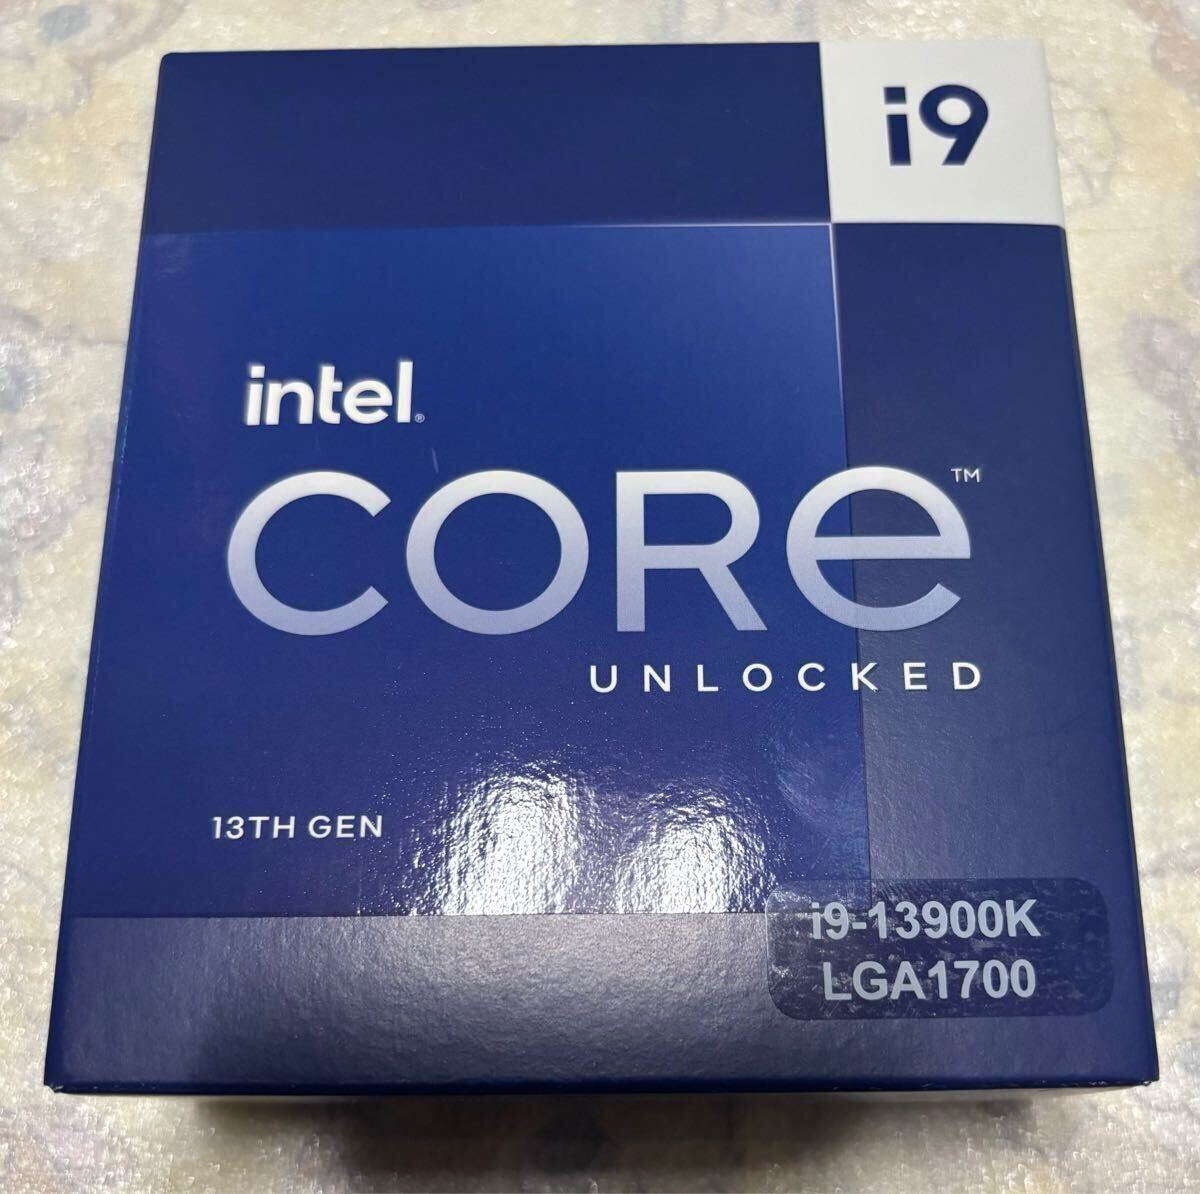 i9
intel®
CORe™
UNLOCKED
13TH GEN
i9-13900K
LGA1700